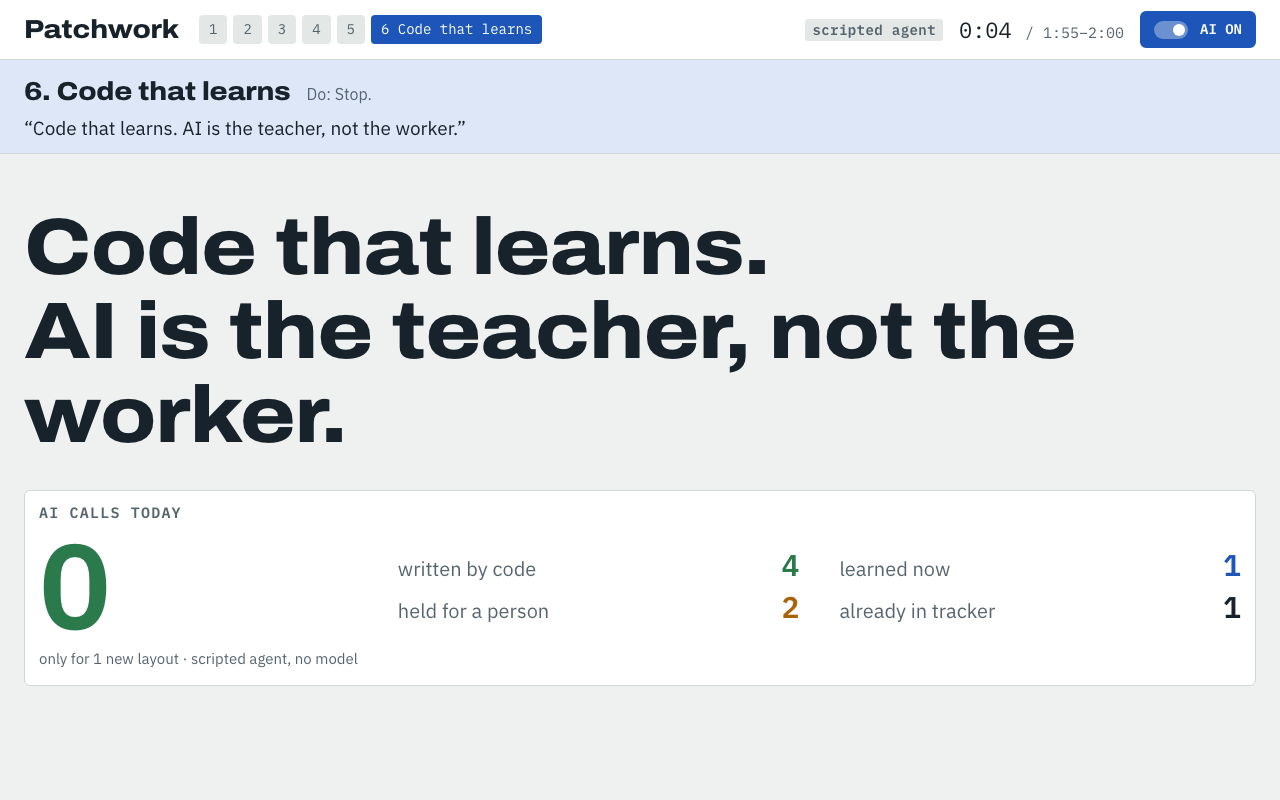 Patchwork 1 2 3 4 5 6 Code that learns scripted agent 0:04 / 1:55–2:00 AI ON
6. Code that learns Do: Stop.
“Code that learns. AI is the teacher, not the worker.”
Code that learns.
AI is the teacher, not the
worker.
AI CALLS TODAY
0
written by code 4 learned now 1
held for a person 2 already in tracker 1
only for 1 new layout · scripted agent, no model